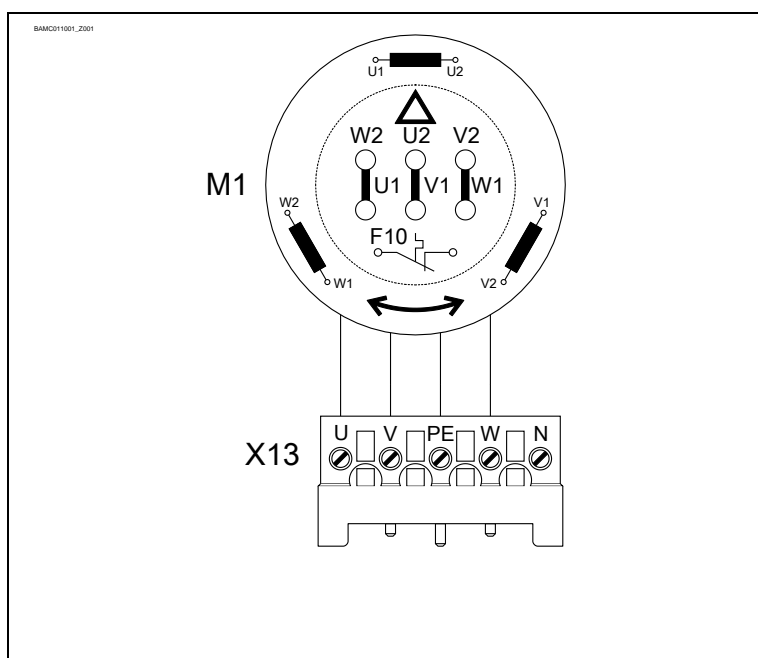 BAMC011001_Z001
U1 U2
W2 U2 V2
M1
U1 V1 W1
W2 V1
F10
W1 V2
X13
U V PE W N